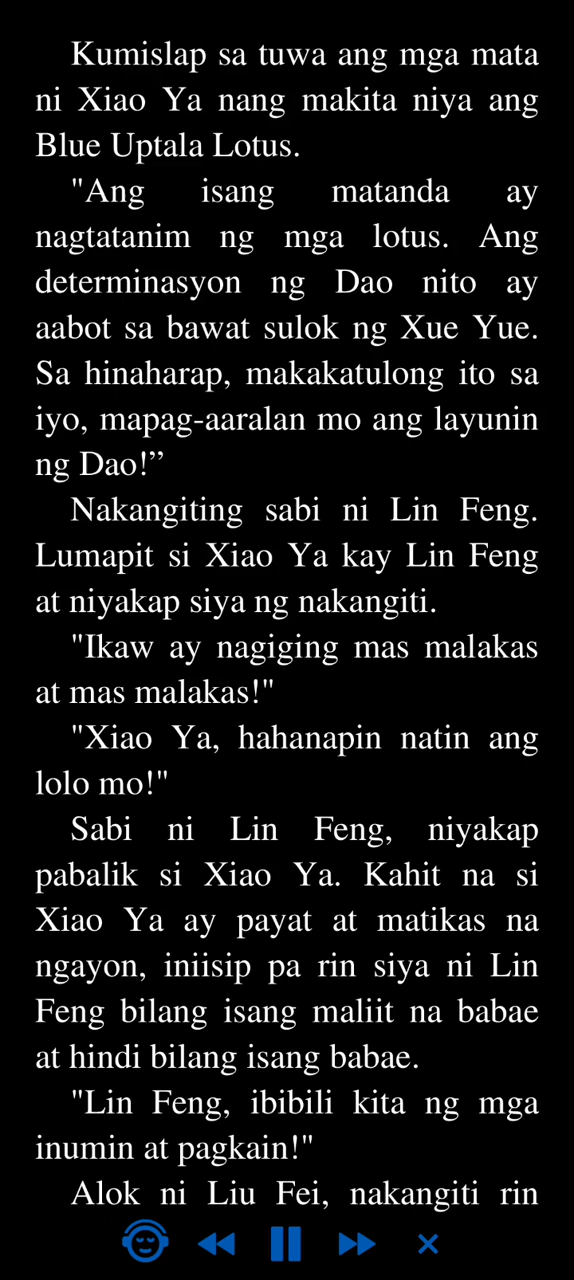 Kumislap sa tuwa ang mga mata
ni Xiao Ya nang makita niya ang
Blue Uptala Lotus.
"Ang isang matanda ay
nagtatanim ng mga lotus. Ang
determinasyon ng Dao nito ay
aabot sa bawat sulok ng Xue Yue.
Sa hinaharap, makakatulong ito sa
iyo, mapag-aaralan mo ang layunin
ng Dao!”
Nakangiting sabi ni Lin Feng.
Lumapit si Xiao Ya kay Lin Feng
at niyakap siya ng nakangiti.
"Ikaw ay nagiging mas malakas
at mas malakas!"
"Xiao Ya, hahanapin natin ang
lolo mo!"
Sabi ni Lin Feng, niyakap
pabalik si Xiao Ya. Kahit na si
Xiao Ya ay payat at matikas na
ngayon, iniisip pa rin siya ni Lin
Feng bilang isang maliit na babae
at hindi bilang isang babae.
"Lin Feng, ibibili kita ng mga
inumin at pagkain!"
Alok ni Liu Fei, nakangiti rin